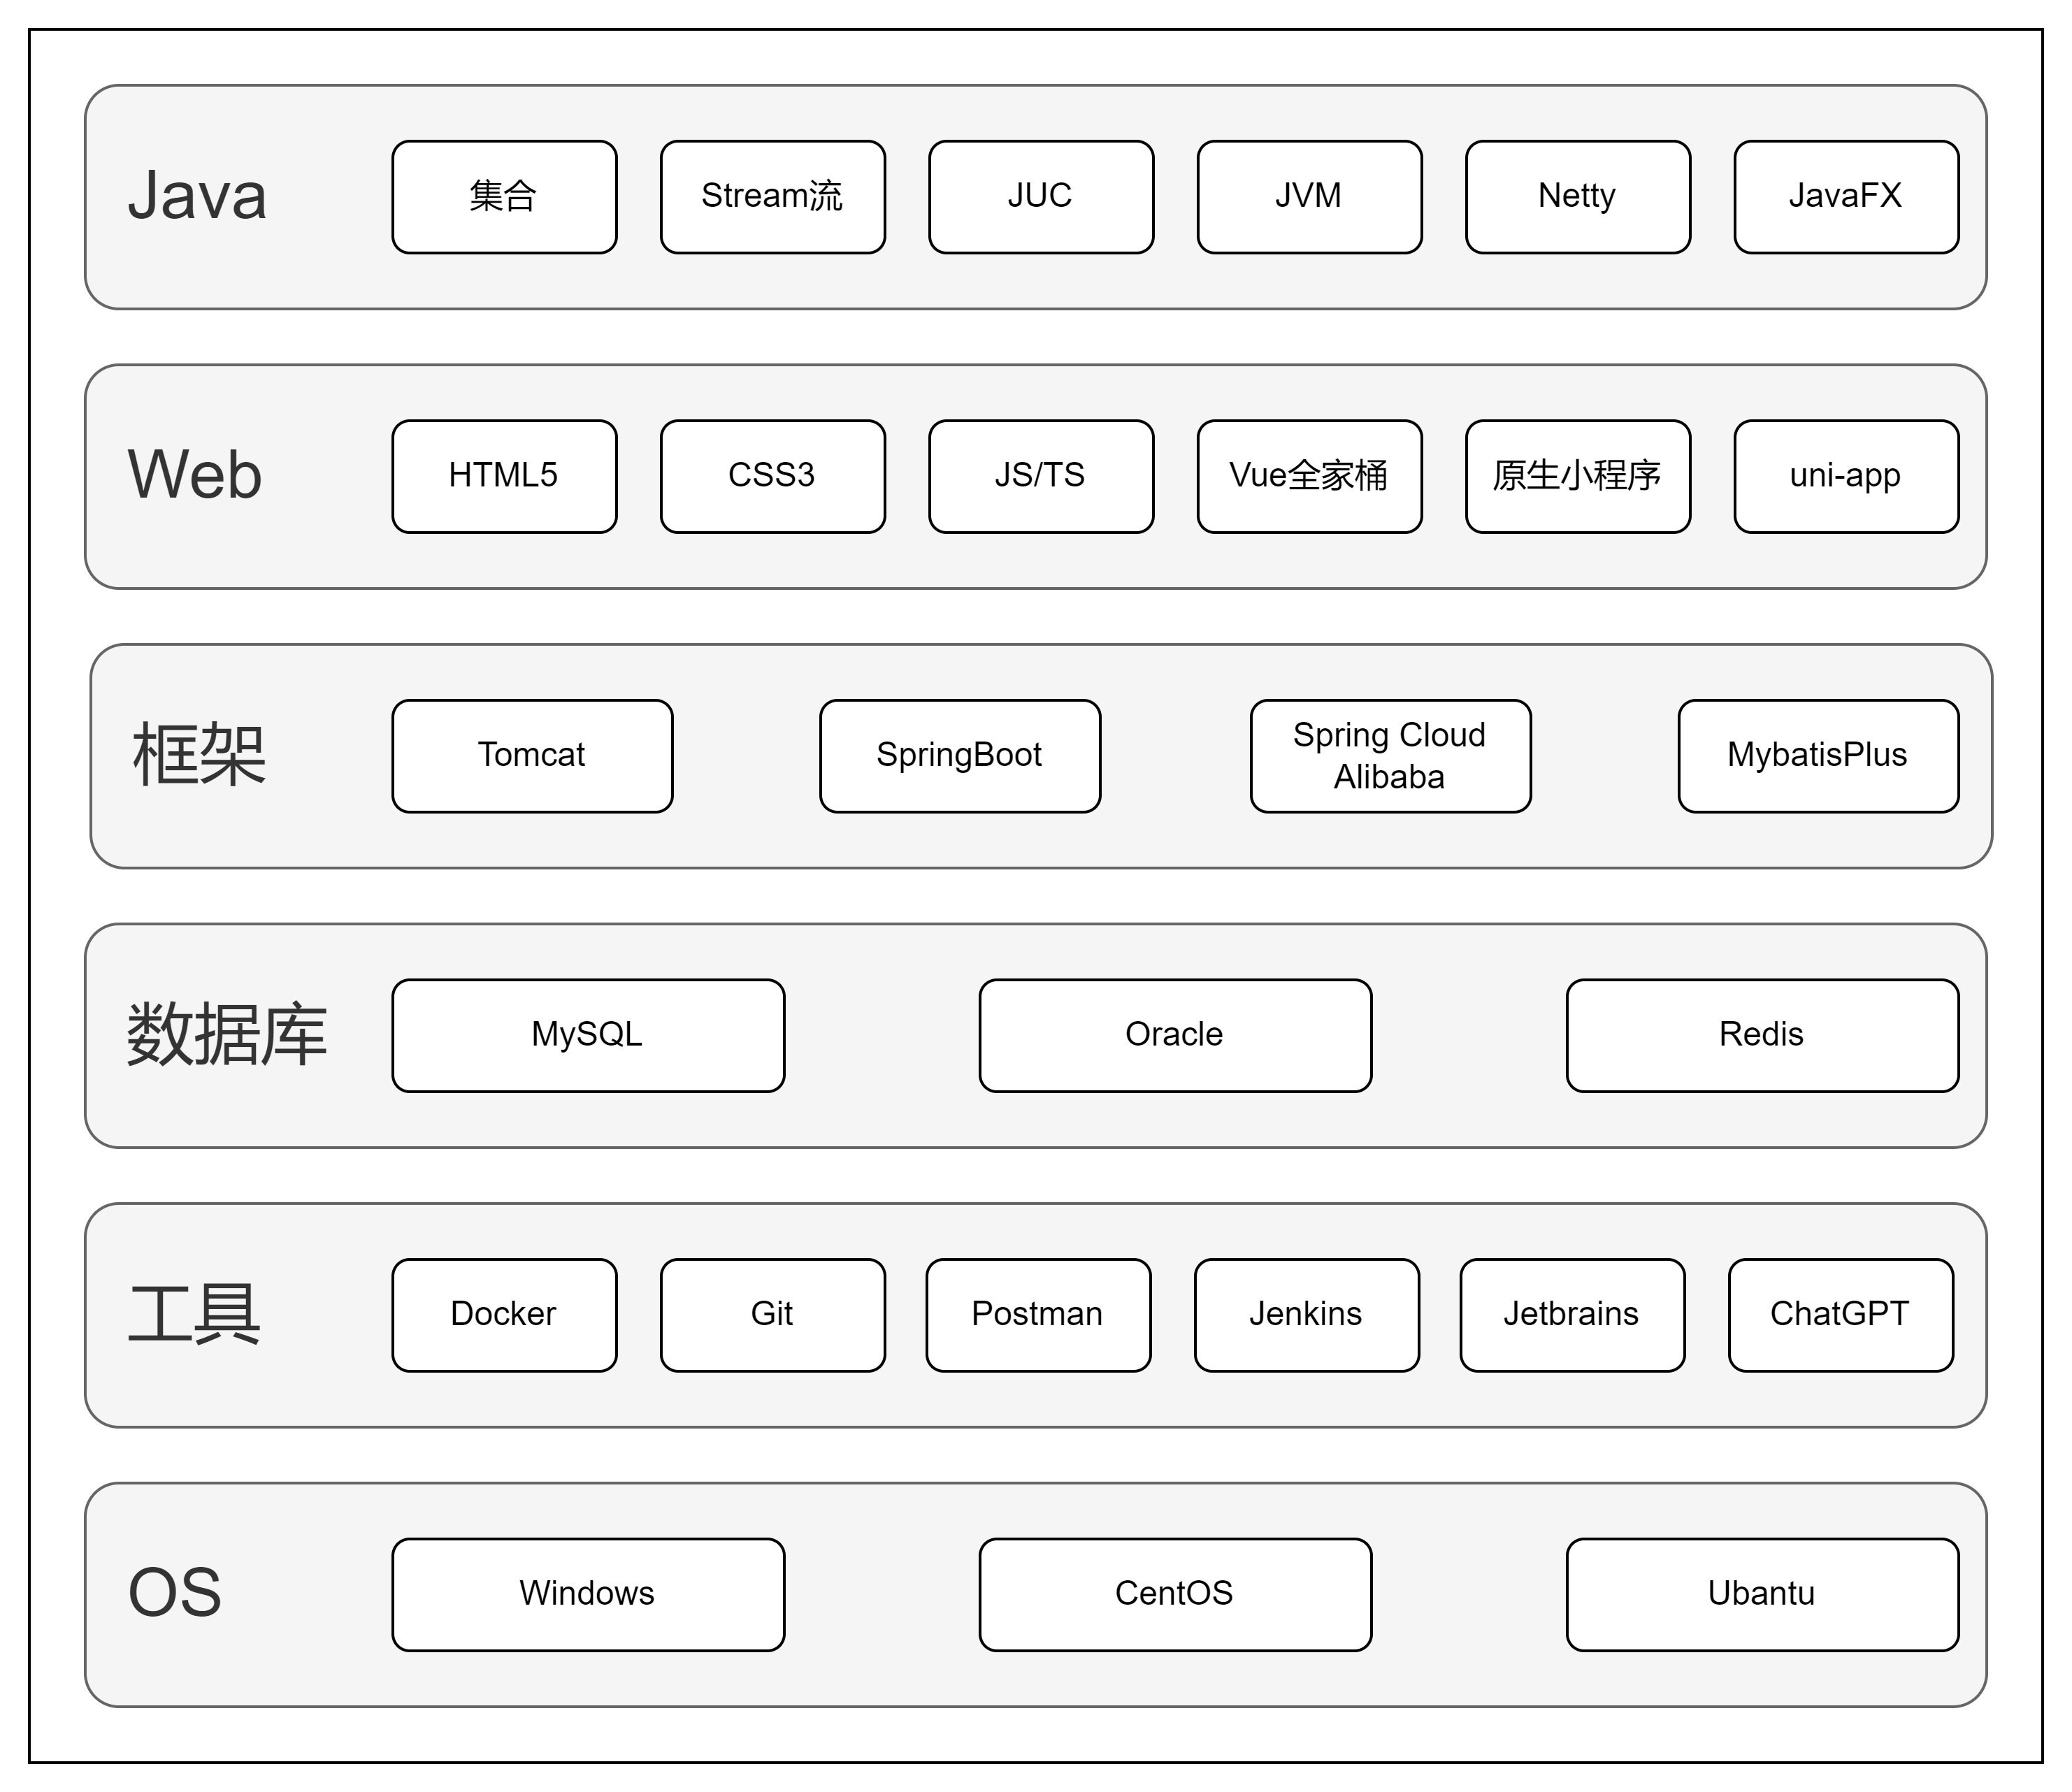 Java
集合
Stream流
JUC
JVM
Netty
JavaFX
Web
HTML5
CSS3
JS/TS
Vue全家桶
原生小程序
uni-app
框架
Tomcat
SpringBoot
Spring Cloud
Alibaba
MybatisPlus
数据库
MySQL
Oracle
Redis
工具
Docker
Git
Postman
Jenkins
Jetbrains
ChatGPT
OS
Windows
CentOS
Ubantu